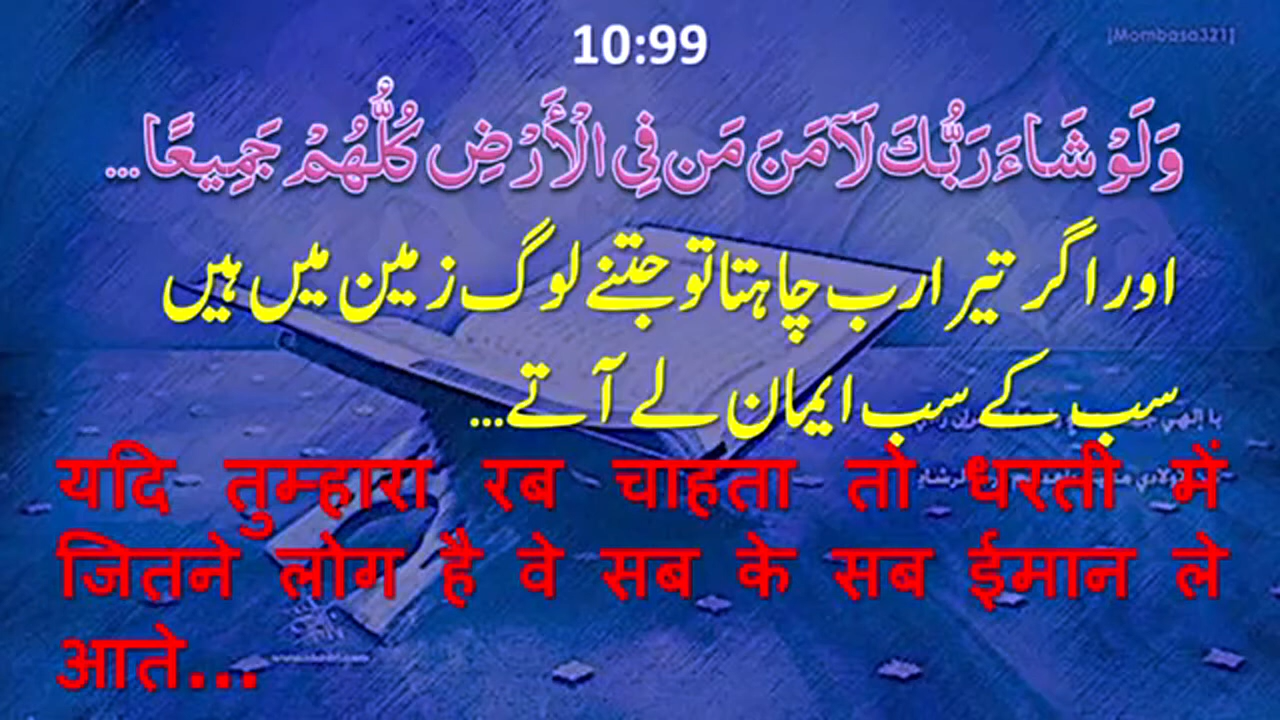 10:99
[Mombasa321]
وَلَوْ شَاءَ رَبُّكَ لَآمَنَ مَن فِي الْأَرْضِ كُلُّهُمْ جَمِيعًا...
اور اگر تیرا رب چاہتا تو جتنے لوگ زمین میں ہیں
سب کے سب ایمان لے آتے...
यदि तुम्हारा रब चाहता तो धरती में
जितने लोग है वे सब के सब ईमान ले
आते...